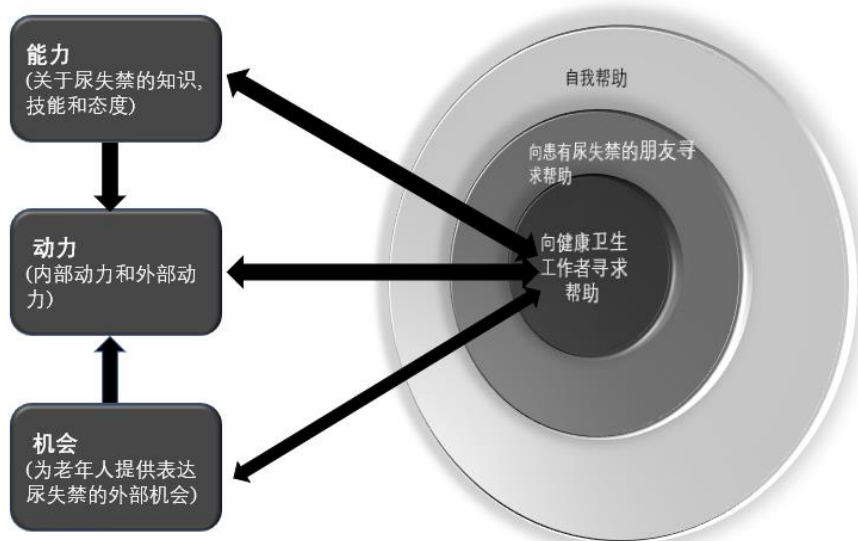 能力
(关于尿失禁的知识,
技能和态度)
动力
(内部动力和外部动
力)
机会
(为老年人提供表达
尿失禁的外部机会)
自我帮助
向患有尿失禁的朋友寻
求帮助
向健康卫生
工作者寻求
帮助